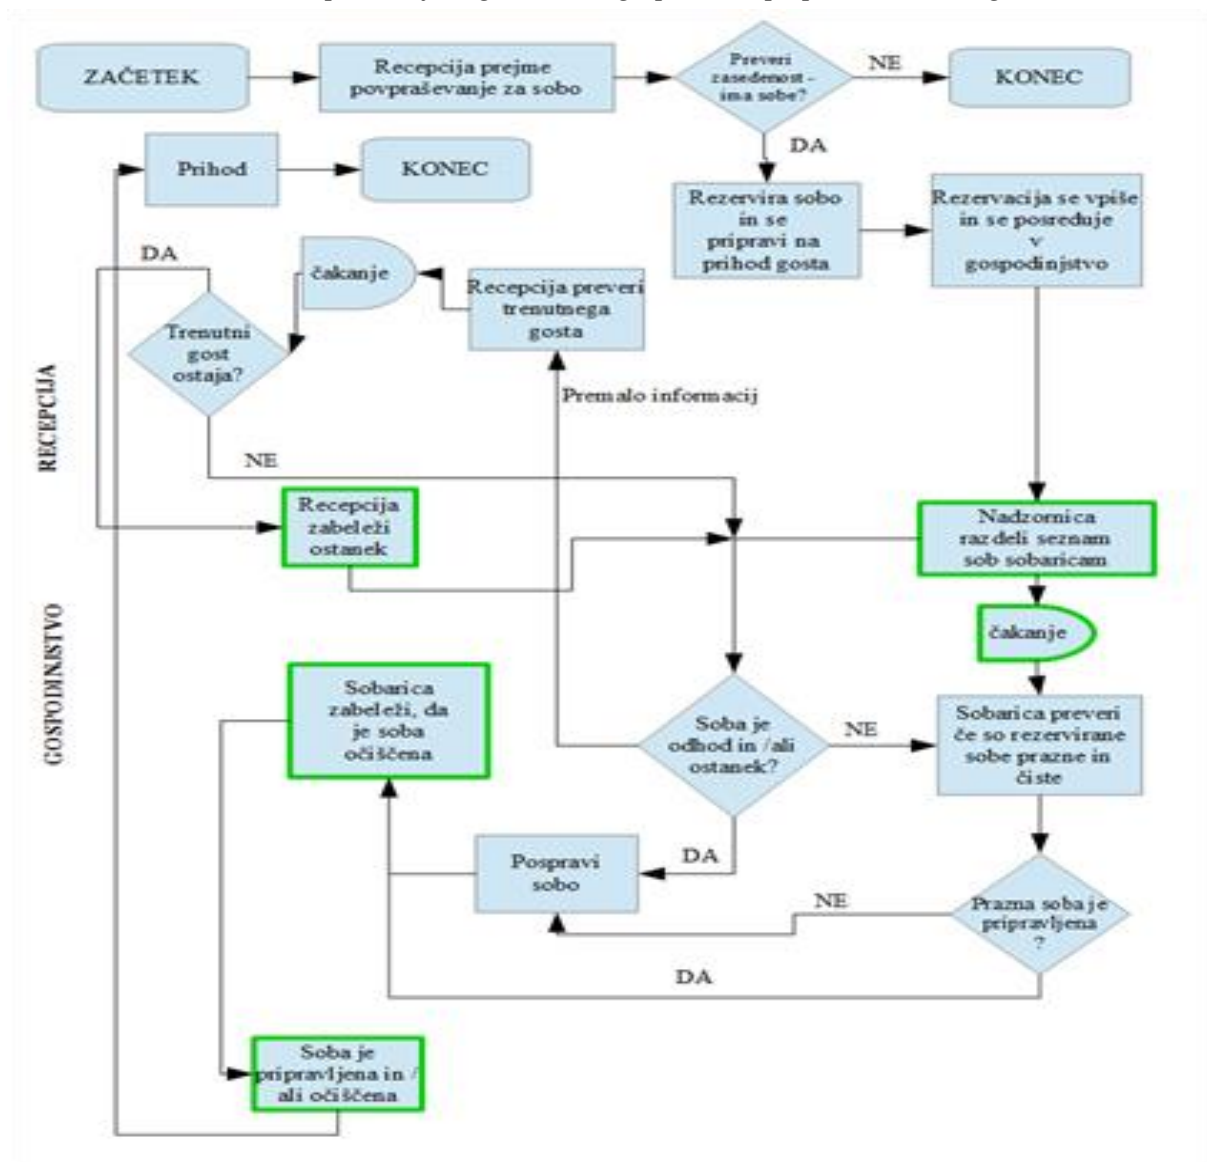 ZAČETEK
Recepcija prejme
povpraševanje za sobo
Preveri
zasedenost -
ima sobe?
NE
KONEC
DA
Prihod
KONEC
Rezervira sobo
in se
pripravi na
prihod gosta
Rezervacija se vpiše
in se posreduje
v
gospodinjstvo
DA
čakanje
Recepcija preveri
trenutnega
gosta
Trenutni
gost
ostaja?
Premalo informacij
RECEPCIJA
NE
Recepcija
zabeleži
ostanek
Nadzornica
razdeli seznam
sob sobaricam
čakanje
GOSPODINJSTVO
Sobarica
zabeleži, da
je soba
očiščena
Soba je
odhod in /ali
ostanek?
NE
Sobarica preveri
če so rezervirane
sobe prazne in
čiste
DA
Pospravi
sobo
NE
Prazna soba je
pripravljena
?
DA
Soba je
pripravljena in /
ali očiščena